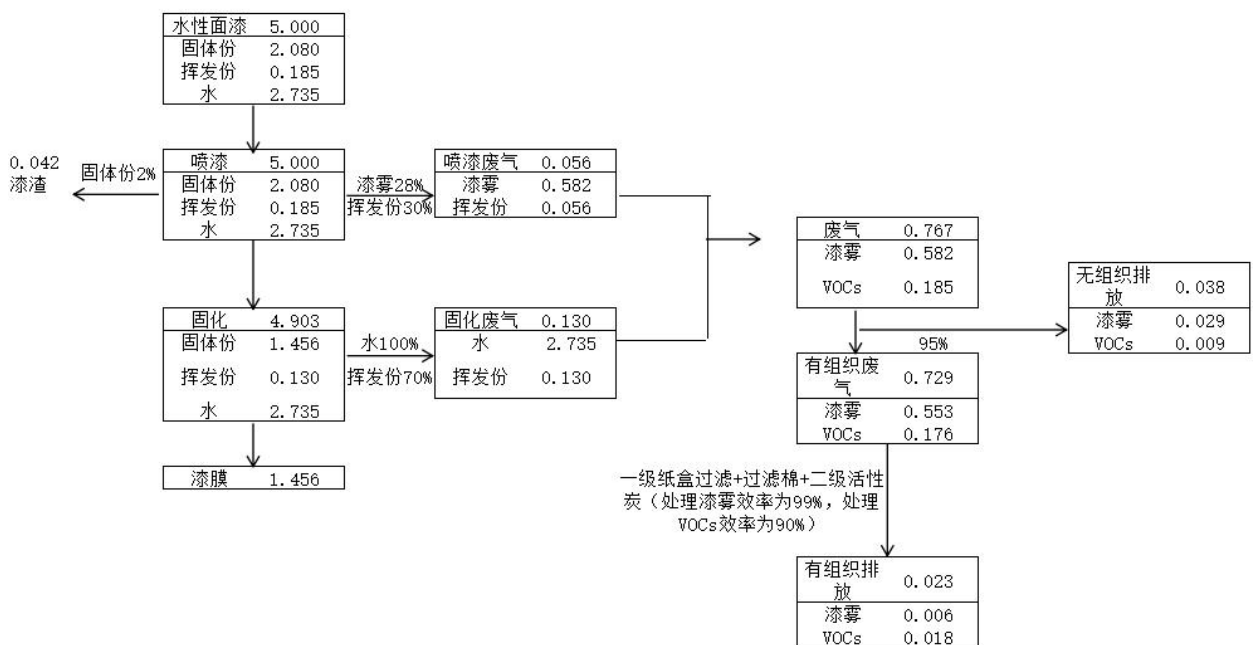 水性面漆 5.000
固体份 2.080
挥发份 0.185
水 2.735
0.042
漆渣
固体份2%
喷漆 5.000
固体份 2.080
挥发份 0.185
水 2.735
漆雾28%
挥发份30%
喷漆废气 0.056
漆雾 0.582
挥发份 0.056
固化 4.903
固体份 1.456
挥发份 0.130
水 2.735
水100%
挥发份70%
固化废气 0.130
水 2.735
挥发份 0.130
漆膜 1.456
废气 0.767
漆雾 0.582
VOCs 0.185
无组织排
放 0.038
漆雾 0.029
VOCs 0.009
95%
有组织废
气 0.729
漆雾 0.553
VOCs 0.176
一级纸盒过滤+过滤棉+二级活性
炭（处理漆雾效率为99%，处理
VOCs效率为90%）
有组织排
放 0.023
漆雾 0.006
VOCs 0.018